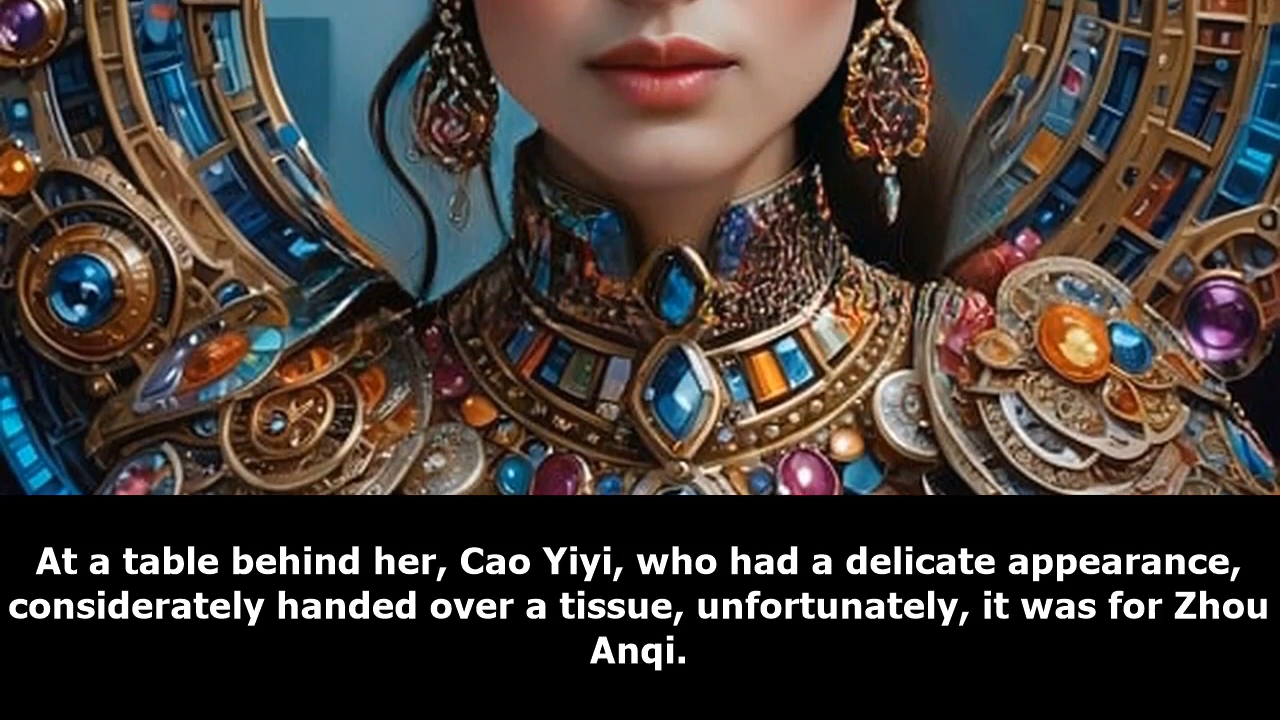 At a table behind her, Cao Yiyi, who had a delicate appearance,
considerately handed over a tissue, unfortunately, it was for Zhou
Anqi.